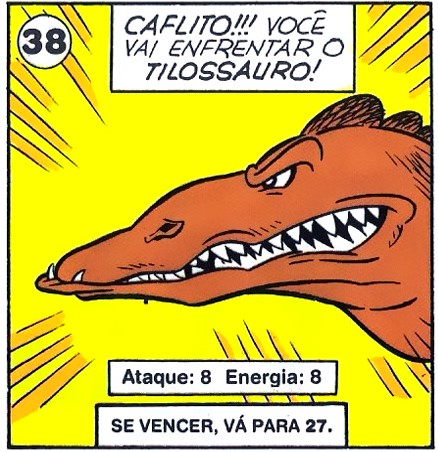 38
CAFLITO!!! VOCÊ
VAI ENFRENTAR O
TILOSSAURO!
Ataque: 8 Energia: 8
SE VENCER, VÁ PARA 27.